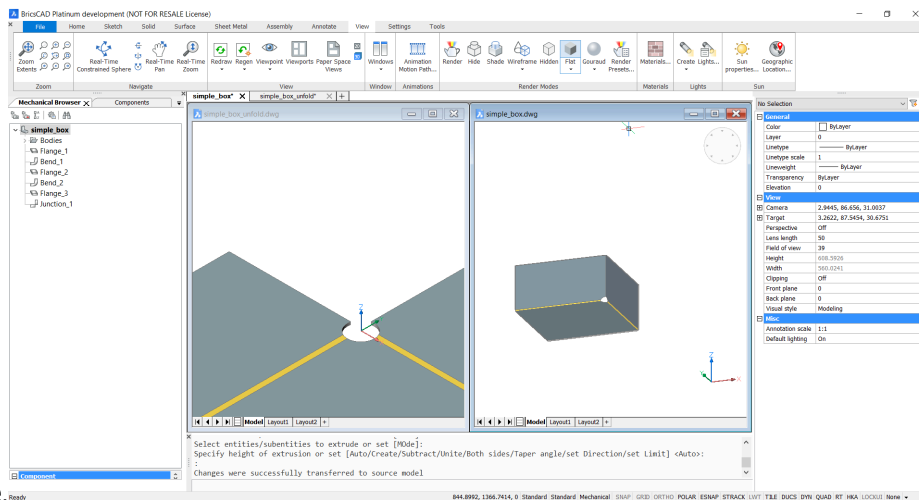 BricsCAD Platinum development (NOT FOR RESALE License)
File Home Sketch Solid Surface Sheet Metal Assembly Annotate View Settings Tools
Zoom Extents
Real-Time Constrained Sphere
Real-Time Pan
Real-Time Zoom
Redraw Regen Viewpoint Viewports Paper Space Views
Windows
Animation Motion Path...
Render Hide Shade Wireframe Hidden Flat Gouraud Render Presets...
Materials...
Create Lights...
Sun properties...
Geographic Location...
Zoom Navigate View Window Animations Render Modes Materials Lights Sun
Mechanical Browser X Components
simple_box* X simple_box_unfold* X +
simple_box
Bodies
Flange_1
Bend_1
Flange_2
Bend_2
Flange_3
Junction_1
Component
simple_box_unfold.dwg
Z
Model Layout1 Layout2 +
simple_box.dwg
Z
X
Model Layout1 Layout2 +
No Selection
General
Color ByLayer
Layer 0
Linetype ByLayer
Linetype scale 1
Lineweight ByLayer
Transparency ByLayer
Elevation 0
View
Camera 2.9445, 86.656, 31.0037
Target 3.2622, 87.5454, 30.6751
Perspective Off
Lens length 50
Field of view 39
Height 608.5926
Width 560.0241
Clipping Off
Front plane 0
Back plane 0
Visual style Modeling
Misc
Annotation scale 1:1
Default lighting On
Select entities/subentities to extrude or set [MOde]:
Specify height of extrusion or set [Auto/Create/Subtract/Unite/Both sides/Taper angle/set Direction/set Limit] <Auto>:
:
Changes were successfully transferred to source model
Ready
844.8992, 1366.7414, 0 Standard Standard Mechanical SNAP GRID ORTHO POLAR ESNAP STRACK LWT TILE DUCS DYN QUAD RT HKA LOCKUI None